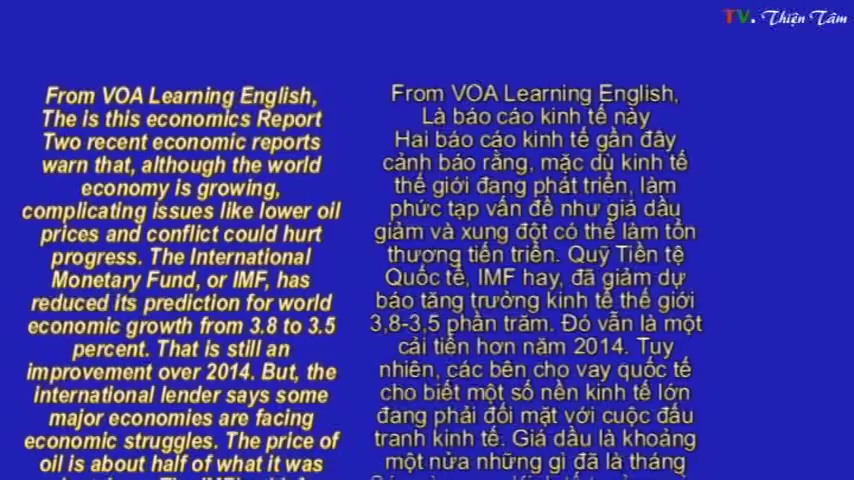 TV. Thiện Tâm
From VOA Learning English,
The is this economics Report
Two recent economic reports
warn that, although the world
economy is growing,
complicating issues like lower oil
prices and conflict could hurt
progress. The International
Monetary Fund, or IMF, has
reduced its prediction for world
economic growth from 3.8 to 3.5
percent. That is still an
improvement over 2014. But, the
international lender says some
major economies are facing
economic struggles. The price of
oil is about half of what it was
From VOA Learning English,
Là báo cáo kinh tế này
Hai báo cáo kinh tế gần đây
cảnh báo rằng, mặc dù kinh tế
thế giới đang phát triển, làm
phức tạp vấn đề như giá dầu
giảm và xung đột có thể làm tổn
thương tiến triển. Quỹ Tiền tệ
Quốc tế, IMF hay, đã giảm dự
báo tăng trưởng kinh tế thế giới
3,8-3,5 phần trăm. Đó vẫn là một
cải tiến hơn năm 2014. Tuy
nhiên, các bên cho vay quốc tế
cho biết một số nền kinh tế lớn
đang phải đối mặt với cuộc đấu
tranh kinh tế. Giá dầu là khoảng
một nửa những gì đã là tháng